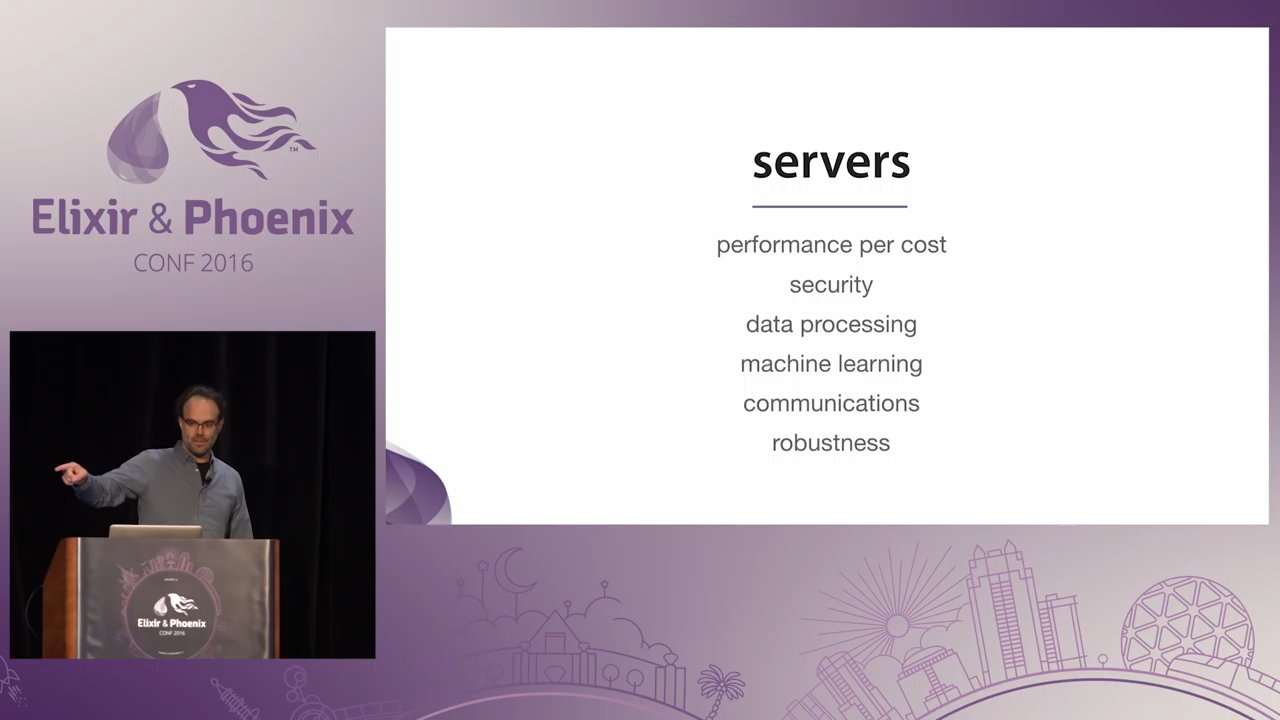 TM
Elixir & Phoenix
CONF 2016
servers
performance per cost
security
data processing
machine learning
communications
robustness
Elixir & Phoenix
CONF 2016